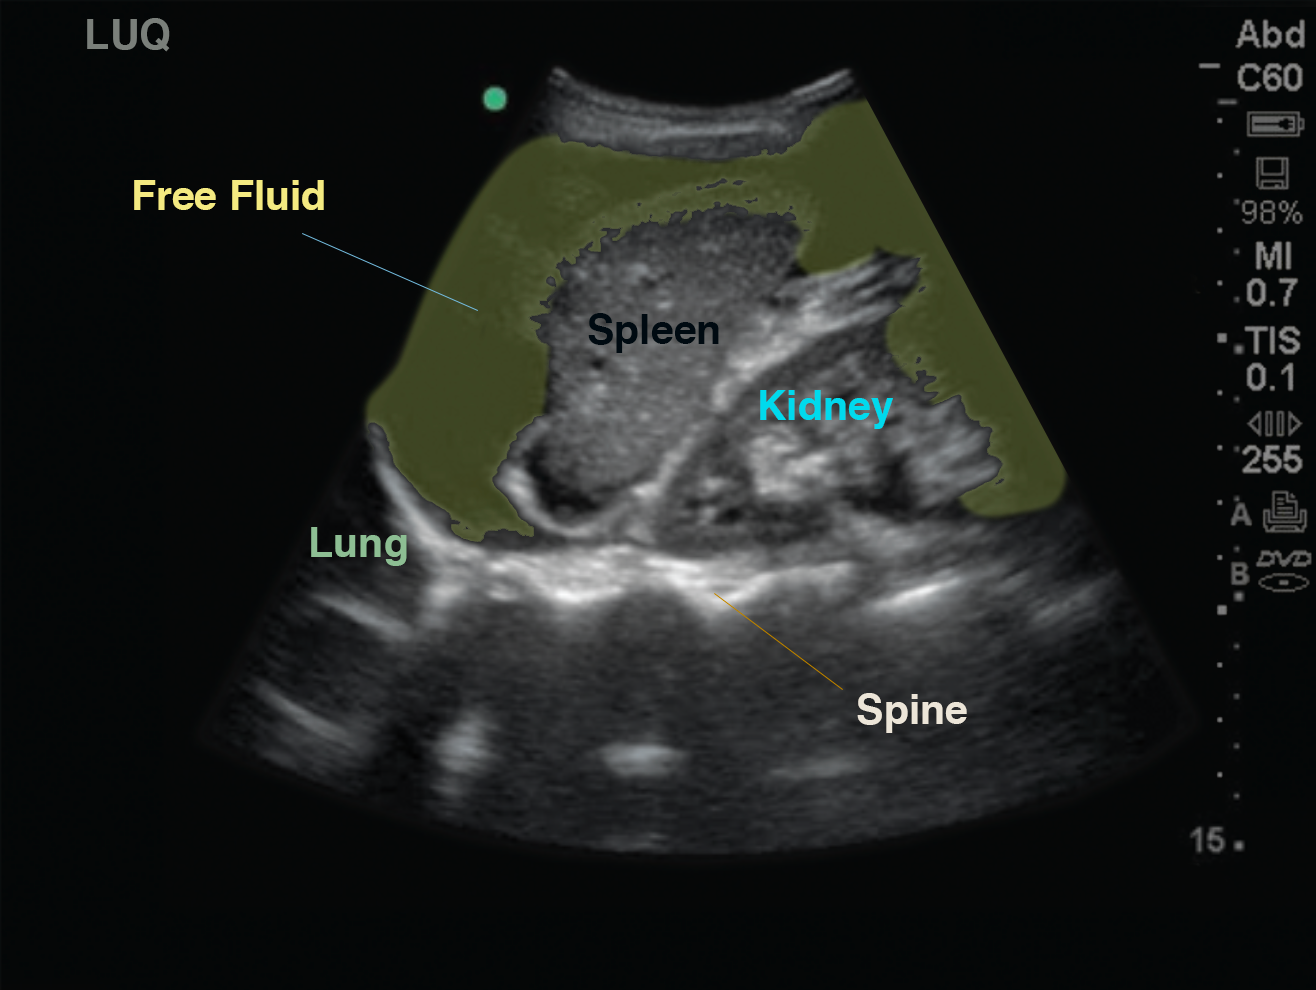 LUQ
Abd
C60
Free Fluid
98%
MI
0.7
Spleen
TIS
0.1
Kidney
255
A
Lung
DVD
B
Spine
15